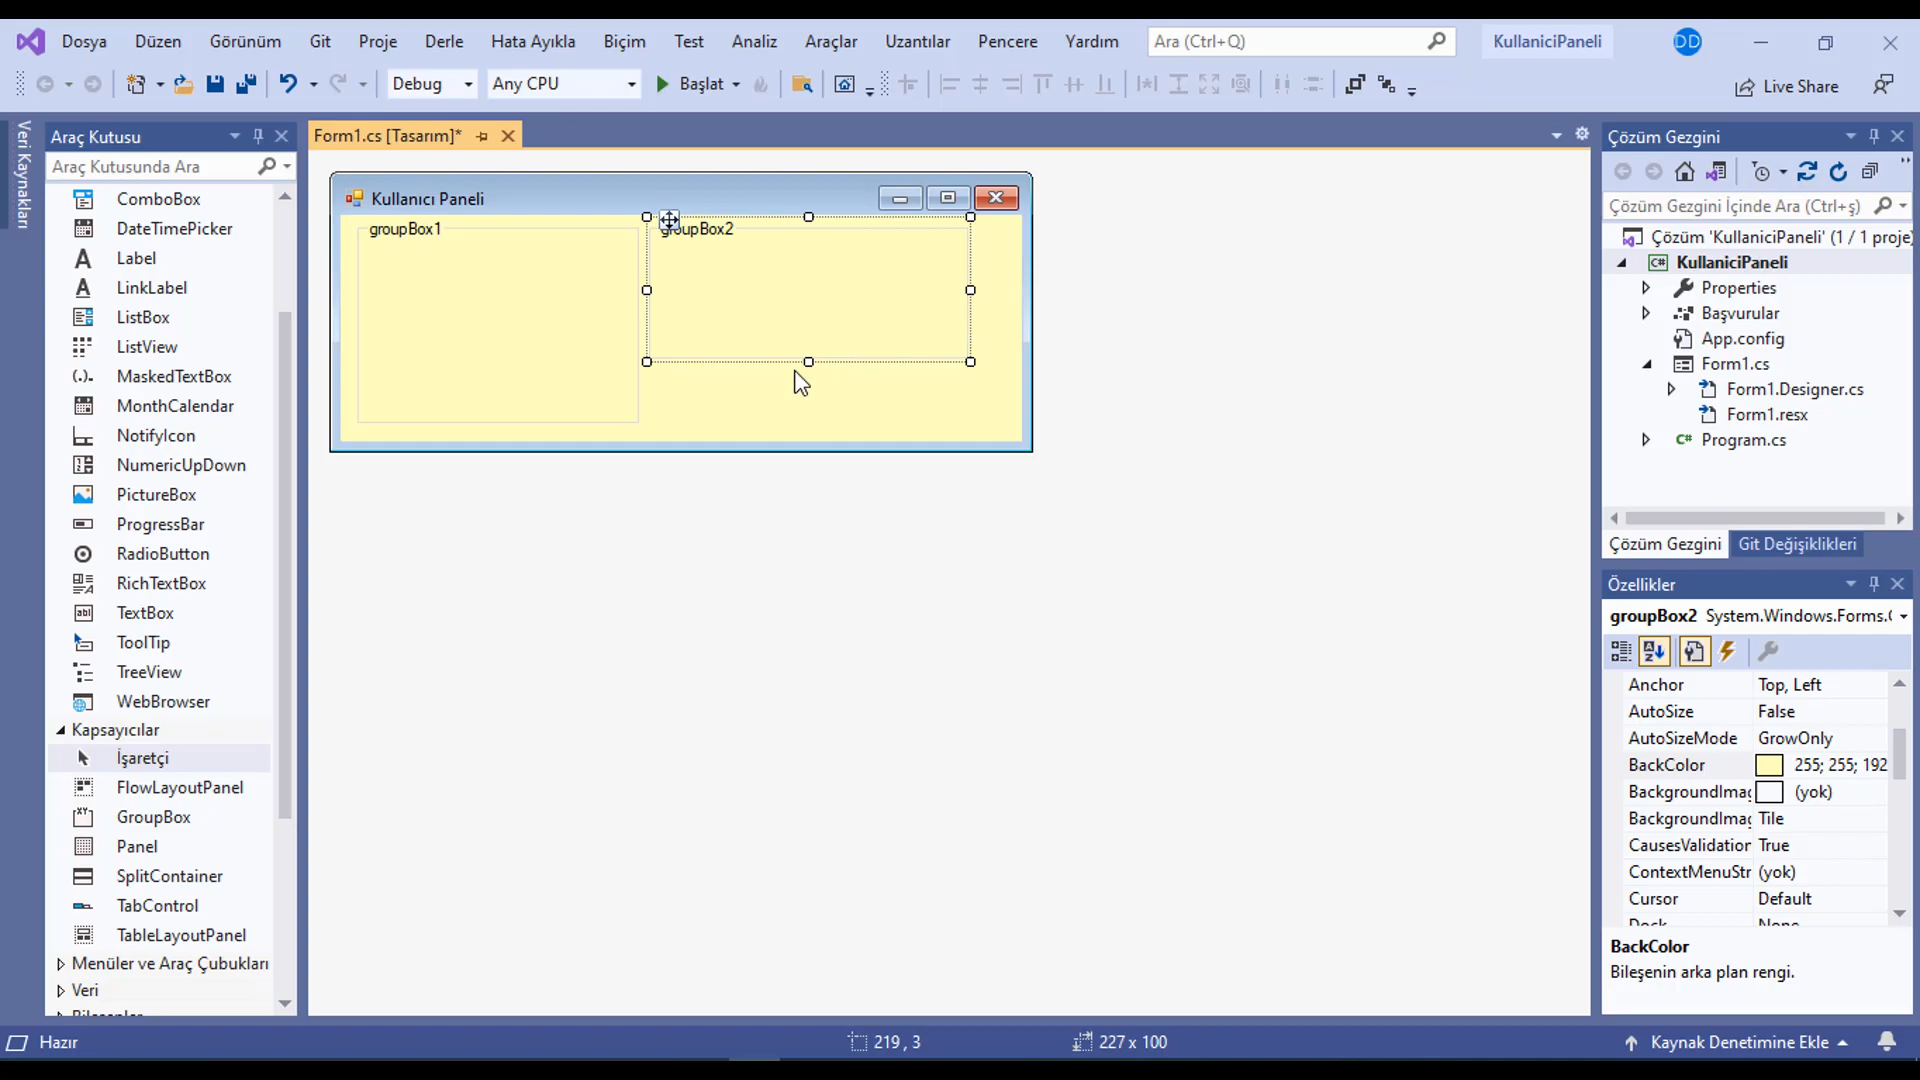 Dosya Düzen Görünüm Git Proje Derle Hata Ayıkla Biçim Test Analiz Araçlar Uzantılar Pencere Yardım Ara (Ctrl+Q) KullaniciPaneli DD
Debug Any CPU Başlat Live Share
Veri Kaynakları
Araç Kutusu
Araç Kutusunda Ara
ComboBox
DateTimePicker
Label
LinkLabel
ListBox
ListView
MaskedTextBox
MonthCalendar
NotifyIcon
NumericUpDown
PictureBox
ProgressBar
RadioButton
RichTextBox
TextBox
ToolTip
TreeView
WebBrowser
Kapsayıcılar
İşaretçi
FlowLayoutPanel
GroupBox
Panel
SplitContainer
TabControl
TableLayoutPanel
Menüler ve Araç Çubukları
Veri
Form1.cs [Tasarım]*
Kullanıcı Paneli
groupBox1
groupBox2
Çözüm Gezgini
Çözüm Gezgini İçinde Ara (Ctrl+ş)
Çözüm 'KullaniciPaneli' (1 / 1 proje)
KullaniciPaneli
Properties
Başvurular
App.config
Form1.cs
Form1.Designer.cs
Form1.resx
Program.cs
Çözüm Gezgini Git Değişiklikleri
Özellikler
groupBox2 System.Windows.Forms.(
Anchor Top, Left
AutoSize False
AutoSizeMode GrowOnly
BackColor 255; 255; 192
BackgroundImag (yok)
BackgroundImag Tile
CausesValidation True
ContextMenuStr (yok)
Cursor Default
Dock None
BackColor
Bileşenin arka plan rengi.
Hazır 219 , 3 227 x 100 Kaynak Denetimine Ekle